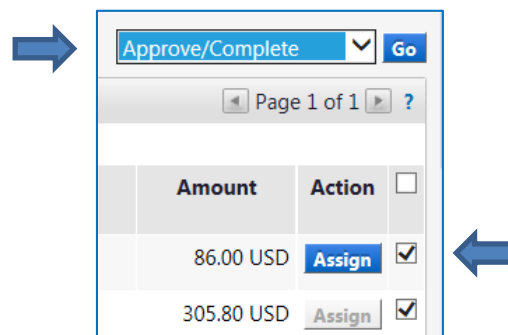 Approve/Complete Go
Page 1 of 1 ?
Amount Action
86.00 USD Assign
305.80 USD Assign